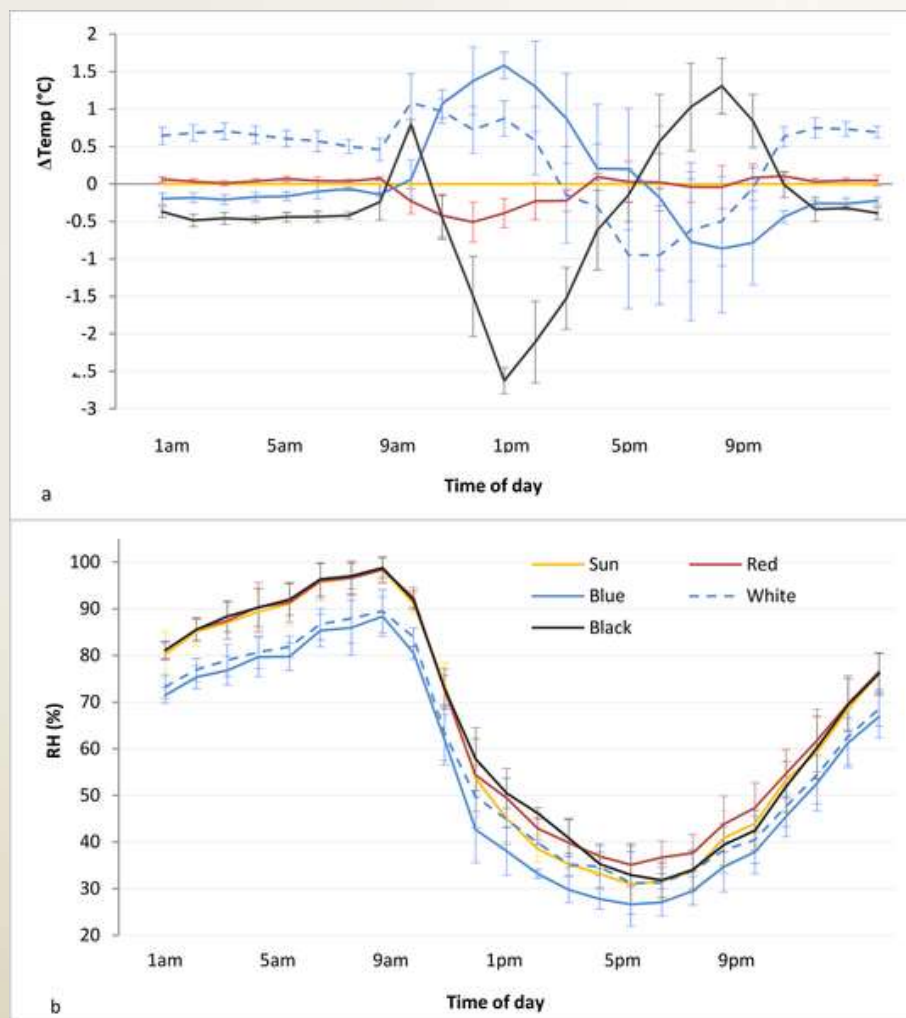 2
1.5
1
0.5
0
-0.5
-1
-1.5
-2
-3
ΔTemp (°C)
1am 5am 9am 1pm 5pm 9pm
Time of day
a
100
90
80
70
60
50
40
30
20
RH (%)
Sun Red
Blue White
Black
1am 5am 9am 1pm 5pm 9pm
Time of day
b